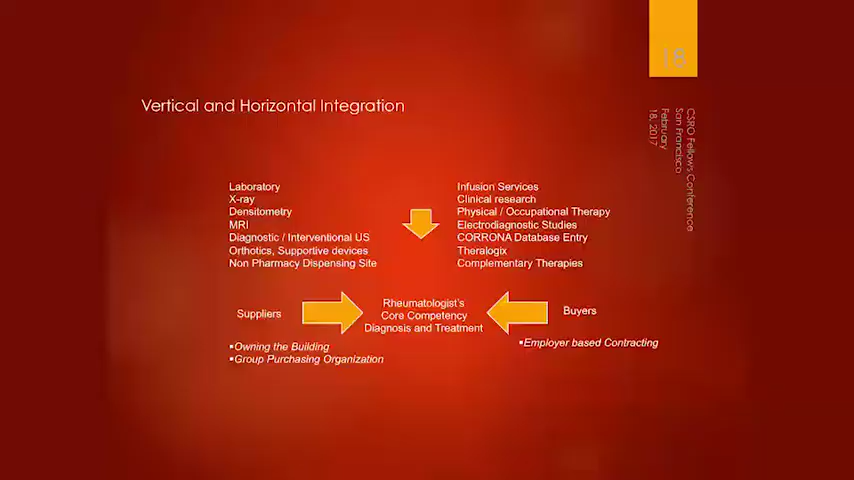 18
Vertical and Horizontal Integration
CSRO Fellows Conference
San Francisco
February
18, 2017
Laboratory
X-ray
Densitometry
MRI
Diagnostic / Interventional US
Orthotics, Supportive devices
Non Pharmacy Dispensing Site
Infusion Services
Clinical research
Physical / Occupational Therapy
Electrodiagnostic Studies
CORRONA Database Entry
Theralogix
Complementary Therapies
Suppliers
Rheumatologist's
Core Competency
Diagnosis and Treatment
Buyers
▪Owning the Building
▪Group Purchasing Organization
▪Employer based Contracting